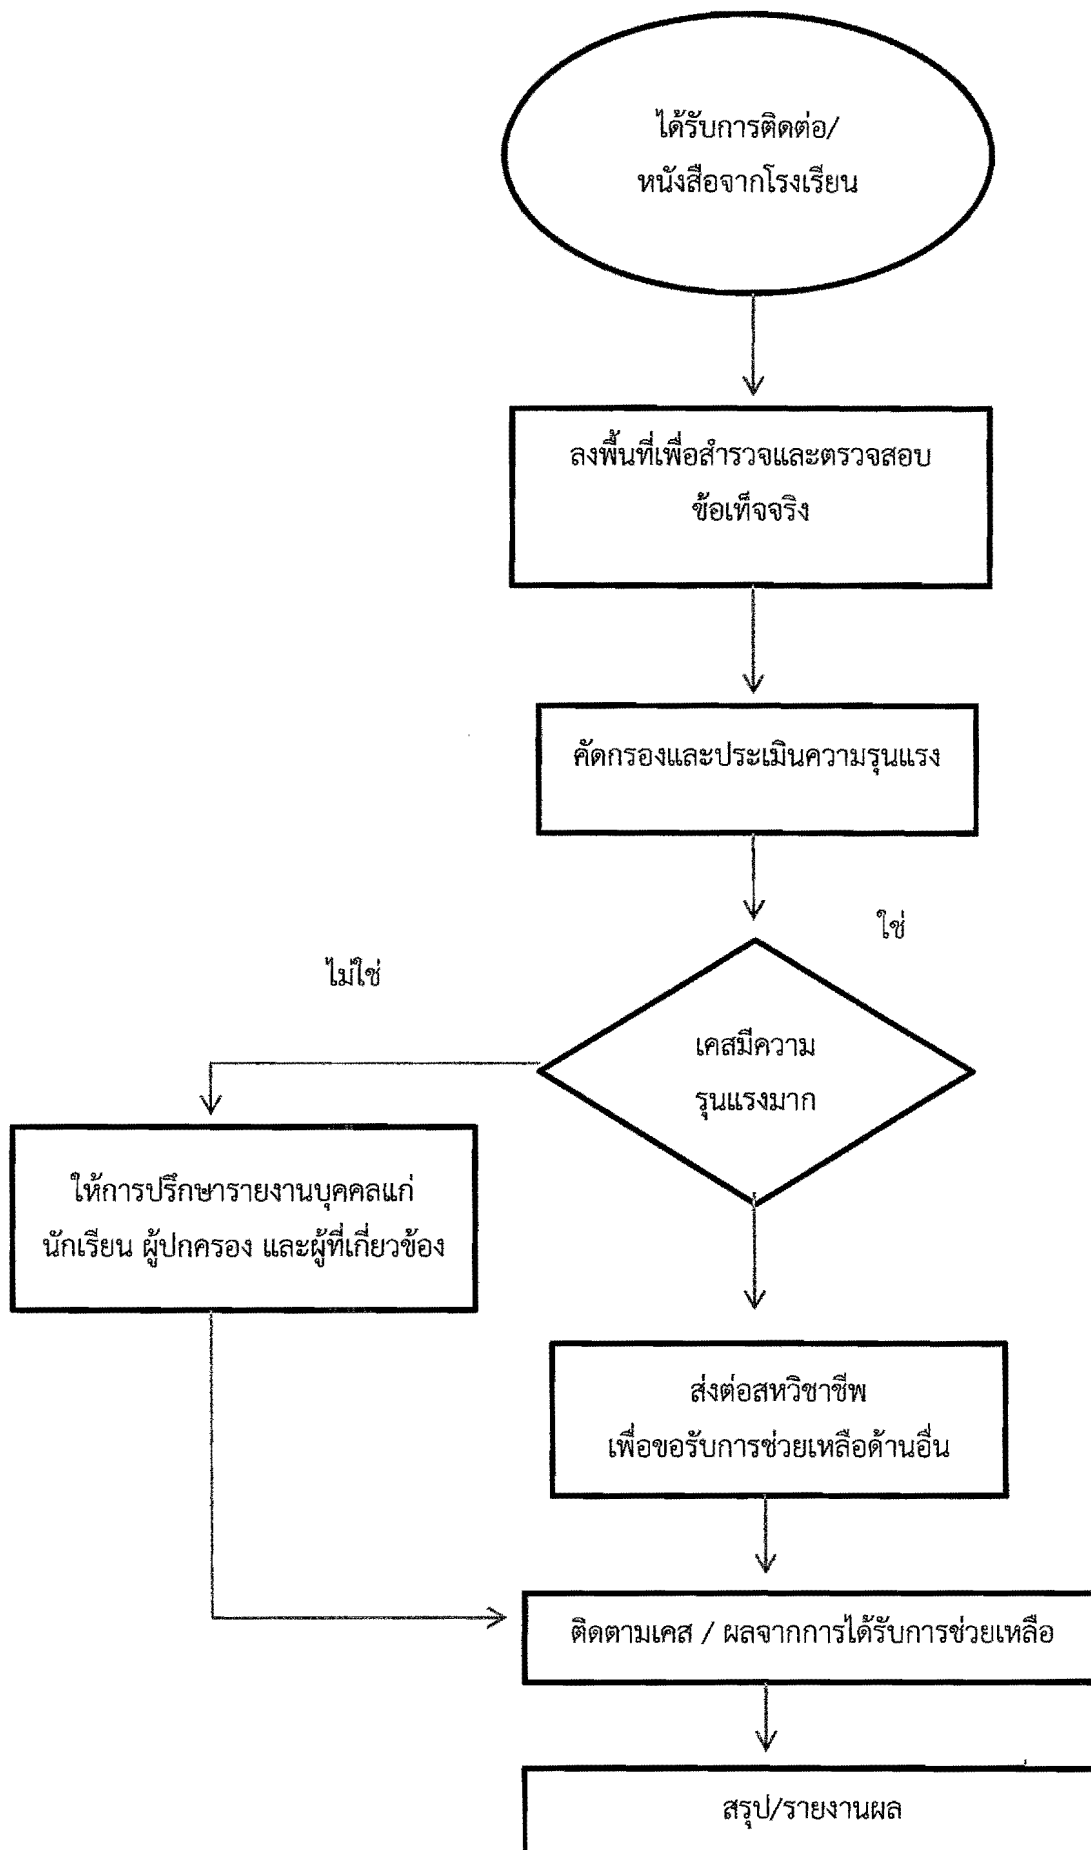 ได้รับการติดต่อ/
หนังสือจากโรงเรียน
ลงพื้นที่เพื่อสำรวจและตรวจสอบ
ข้อเท็จจริง
คัดกรองและประเมินความรุนแรง
ใช่
ไม่ใช่
เคสมีความ
รุนแรงมาก
ให้การปรึกษารายงานบุคคลแก่
นักเรียน ผู้ปกครอง และผู้ที่เกี่ยวข้อง
ส่งต่อสหวิชาชีพ
เพื่อขอรับการช่วยเหลือด้านอื่น
ติดตามเคส / ผลจากการได้รับการช่วยเหลือ
สรุป/รายงานผล